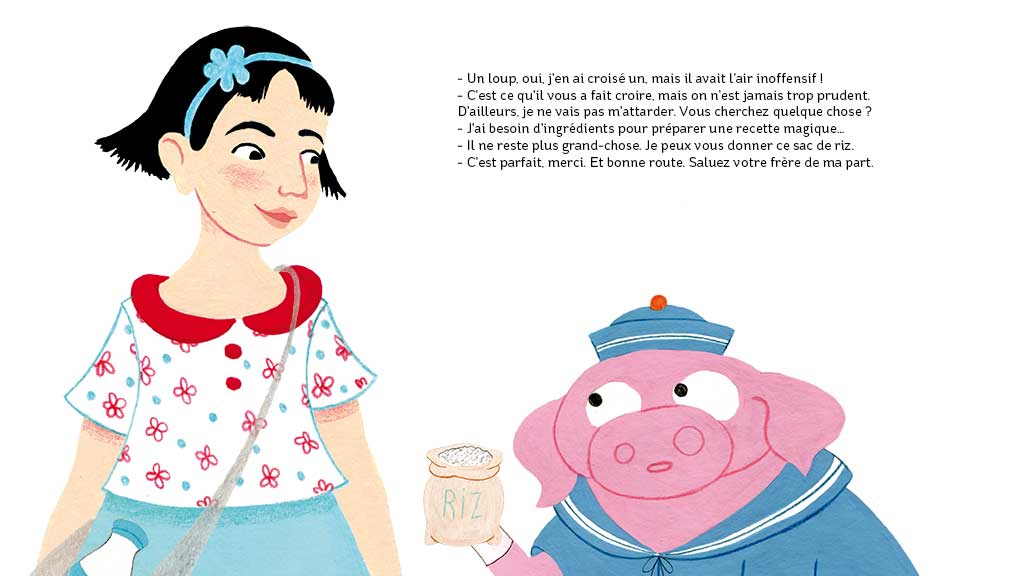 – Un loup, oui, j'en ai croisé un, mais il avait l'air inoffensif !
– C'est ce qu'il vous a fait croire, mais on n'est jamais trop prudent.
D'ailleurs, je ne vais pas m'attarder. Vous cherchez quelque chose ?
– J'ai besoin d'ingrédients pour préparer une recette magique...
– Il ne reste plus grand-chose. Je peux vous donner ce sac de riz.
– C'est parfait, merci. Et bonne route. Saluez votre frère de ma part.
RIZ